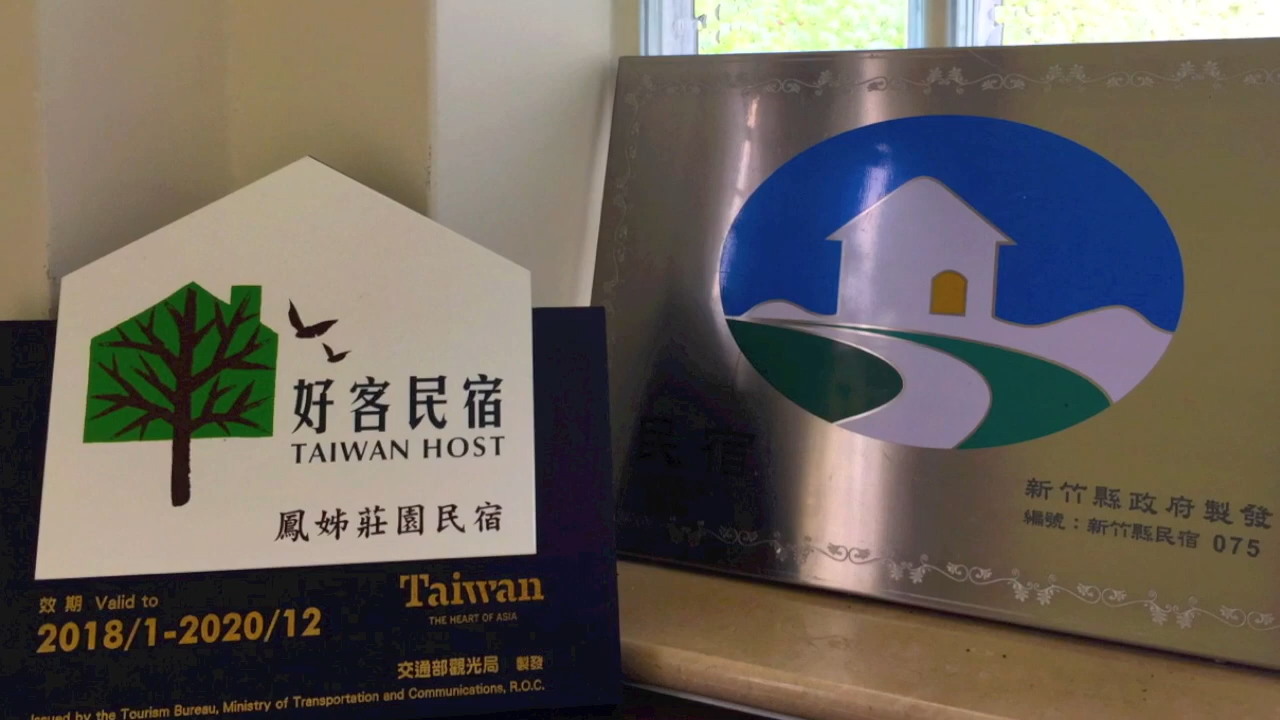 好客民宿
TAIWAN HOST
鳳姊莊園民宿
效期 Valid to
2018/1-2020/12
Taiwan
THE HEART OF ASIA
交通部觀光局 製發
Issued by the Tourism Bureau, Ministry of Transportation and Communications, R.O.C.
民宿
新竹縣政府製發
編號：新竹縣民宿 075